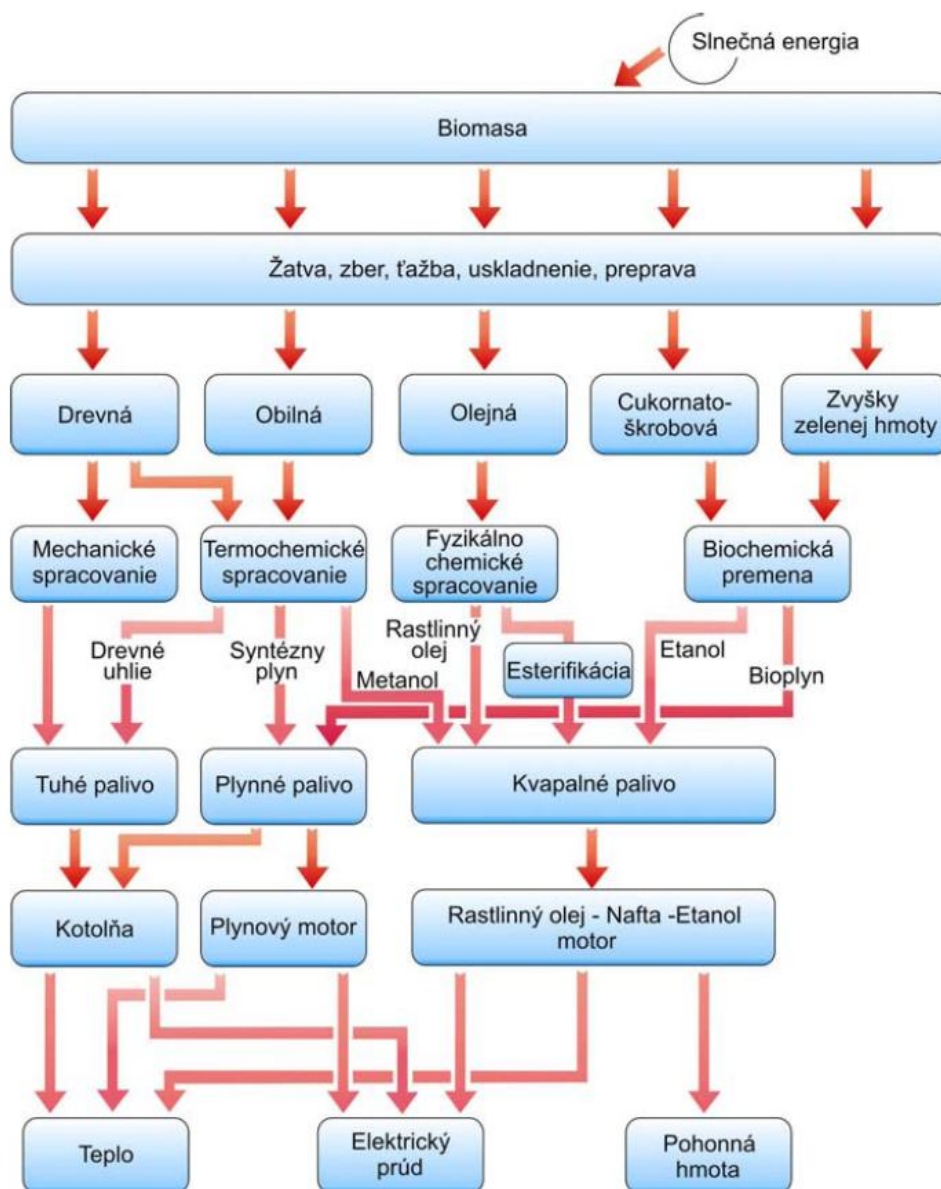 Slnečná energia
Biomasa
Žatva, zber, ťažba, uskladnenie, preprava
Drevná
Obilná
Olejná
Cukornato-
škrobová
Zvyšky
zelenej hmoty
Mechanické
spracovanie
Termochemické
spracovanie
Fyzikálno
chemické
spracovanie
Biochemická
premena
Drevné
uhlie
Syntézny
plyn
Metanol
Rastlinný
olej
Esterifikácia
Etanol
Bioplyn
Tuhé palivo
Plynné palivo
Kvapalné palivo
Kotolňa
Plynový motor
Rastlinný olej - Nafta -Etanol
motor
Teplo
Elektrický
prúd
Pohonná
hmota